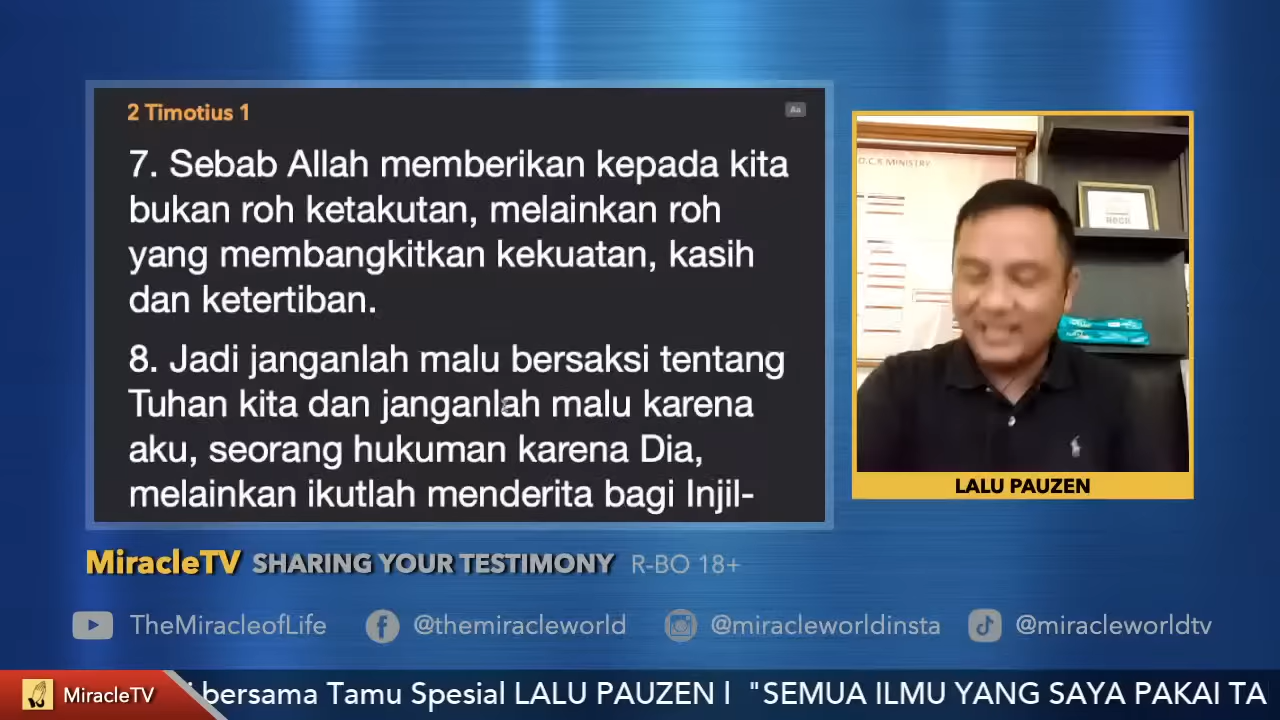 2 Timotius 1
Aa
7. Sebab Allah memberikan kepada kita
bukan roh ketakutan, melainkan roh
yang membangkitkan kekuatan, kasih
dan ketertiban.
8. Jadi janganlah malu bersaksi tentang
Tuhan kita dan janganlah malu karena
aku, seorang hukuman karena Dia,
melainkan ikutlah menderita bagi Injil-
D.C.R MINISTRY
LALU PAUZEN
MiracleTV SHARING YOUR TESTIMONY R-BO 18+
TheMiracleofLife @themiracleworld @miracleworldinsta @miracleworldtv
MiracleTV i bersama Tamu Spesial LALU PAUZEN l "SEMUA ILMU YANG SAYA PAKAI TA